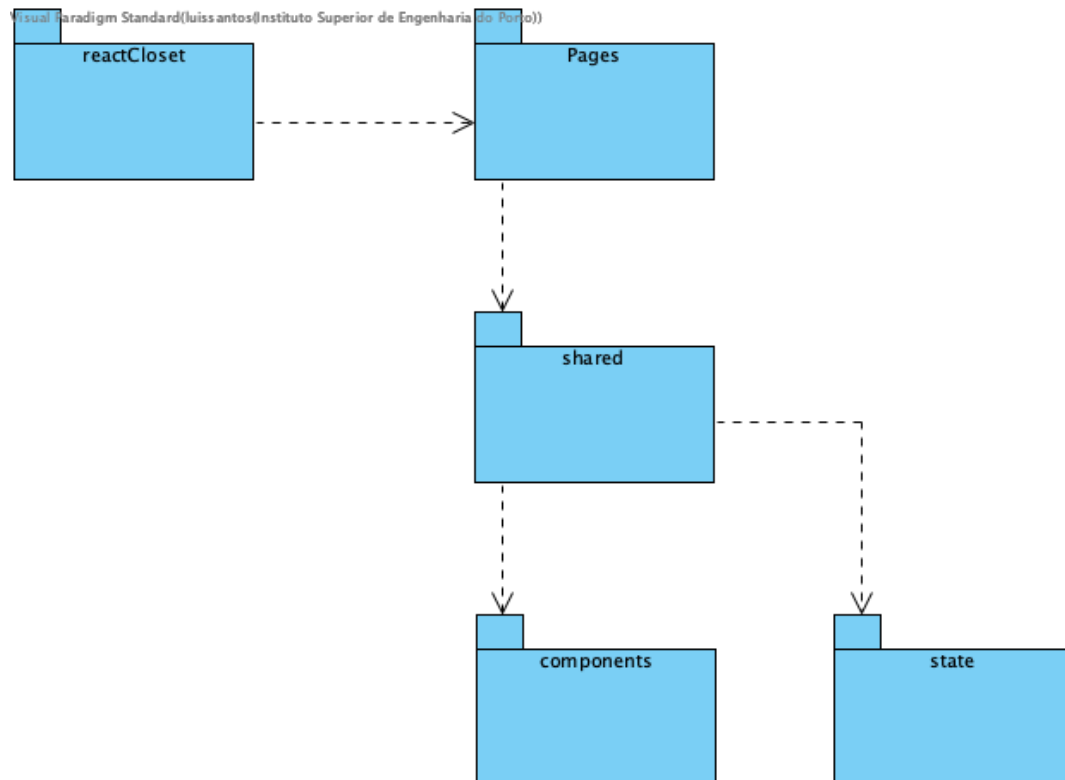 Visual Paradigm Standard(luissantos(Instituto Superior de Engenharia do Porto))
reactCloset
Pages
shared
components
state